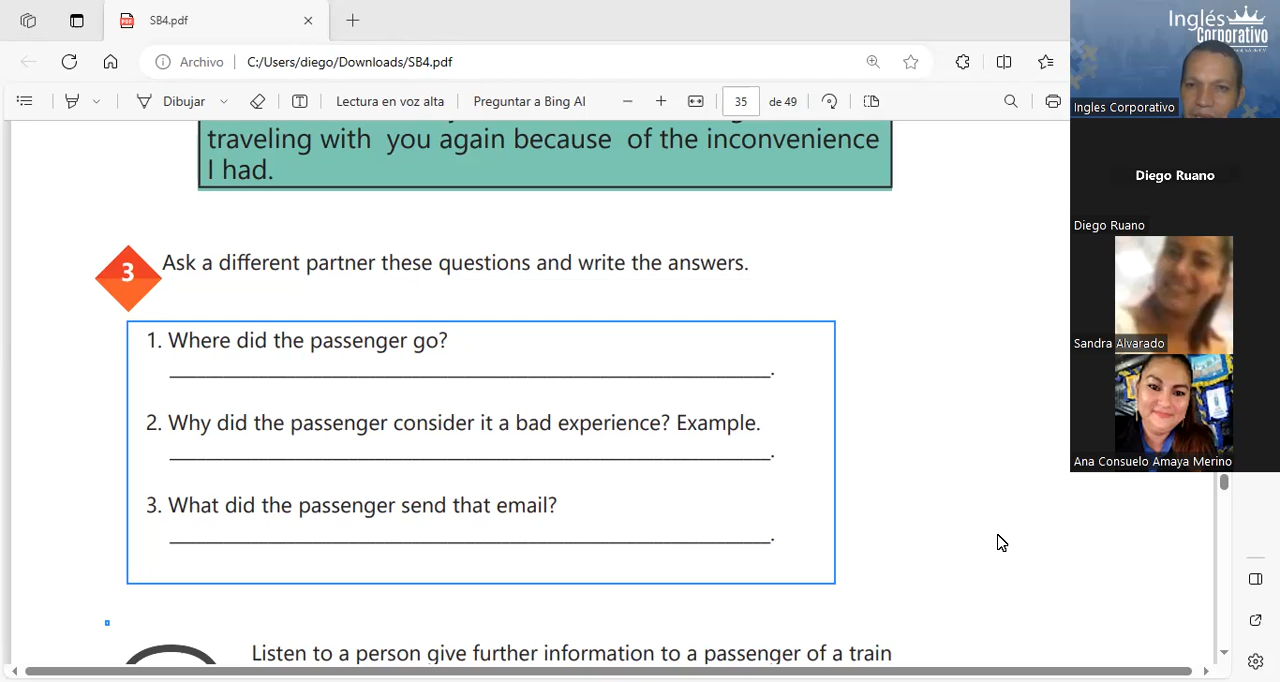 SB4.pdf
Archivo
C:/Users/diego/Downloads/SB4.pdf
Dibujar
Lectura en voz alta
Preguntar a Bing AI
35
de 49
traveling with you again because of the inconvenience
I had.
3
Ask a different partner these questions and write the answers.
1. Where did the passenger go?
2. Why did the passenger consider it a bad experience? Example.
3. What did the passenger send that email?
Listen to a person give further information to a passenger of a train
Inglés
Corporativo
Ingles Corporativo
Diego Ruano
Diego Ruano
Sandra Alvarado
Ana Consuelo Amaya Merino